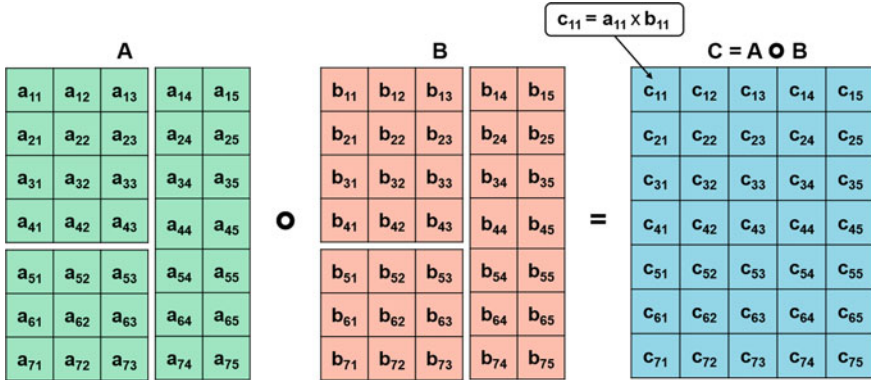 c₁₁ = a₁₁ x b₁₁
A B C = A O B
a₁₁ a₁₂ a₁₃ a₁₄ a₁₅ b₁₁ b₁₂ b₁₃ b₁₄ b₁₅ c₁₁ c₁₂ c₁₃ c₁₄ c₁₅
a₂₁ a₂₂ a₂₃ a₂₄ a₂₅ b₂₁ b₂₂ b₂₃ b₂₄ b₂₅ c₂₁ c₂₂ c₂₃ c₂₄ c₂₅
a₃₁ a₃₂ a₃₃ a₃₄ a₃₅ b₃₁ b₃₂ b₃₃ b₃₄ b₃₅ c₃₁ c₃₂ c₃₃ c₃₄ c₃₅
a₄₁ a₄₂ a₄₃ a₄₄ a₄₅ O b₄₁ b₄₂ b₄₃ b₄₄ b₄₅ = c₄₁ c₄₂ c₄₃ c₄₄ c₄₅
a₅₁ a₅₂ a₅₃ a₅₄ a₅₅ b₅₁ b₅₂ b₅₃ b₅₄ b₅₅ c₅₁ c₅₂ c₅₃ c₅₄ c₅₅
a₆₁ a₆₂ a₆₃ a₆₄ a₆₅ b₆₁ b₆₂ b₆₃ b₆₄ b₆₅ c₆₁ c₆₂ c₆₃ c₆₄ c₆₅
a₇₁ a₇₂ a₇₃ a₇₄ a₇₅ b₇₁ b₇₂ b₇₃ b₇₄ b₇₅ c₇₁ c₇₂ c₇₃ c₇₄ c₇₅